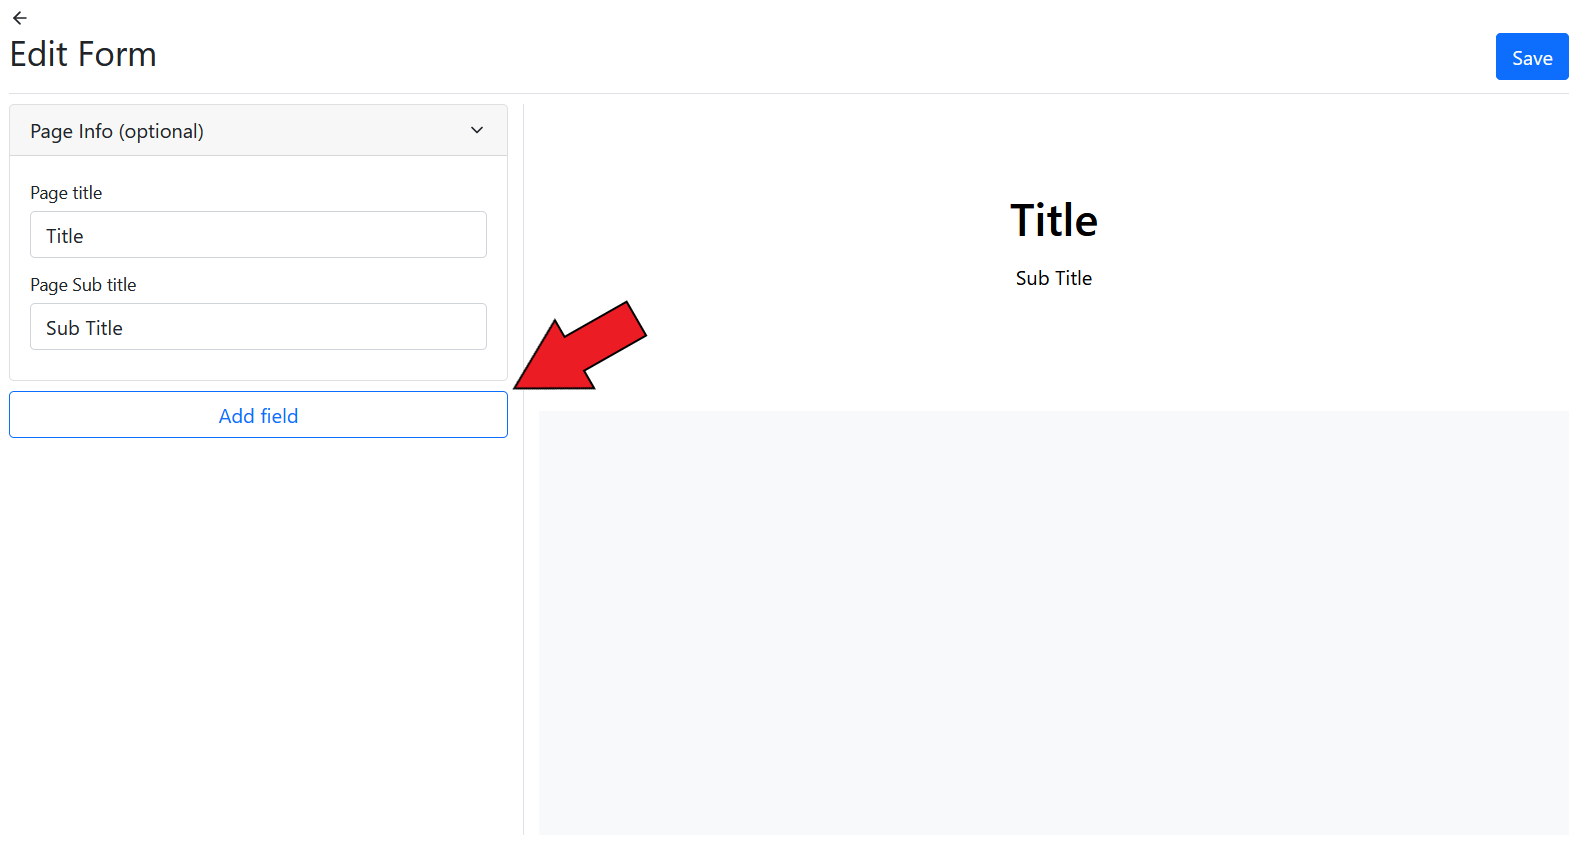 Edit Form
Save
Page Info (optional)
Page title
Title
Page Sub title
Sub Title
Add field
Title
Sub Title